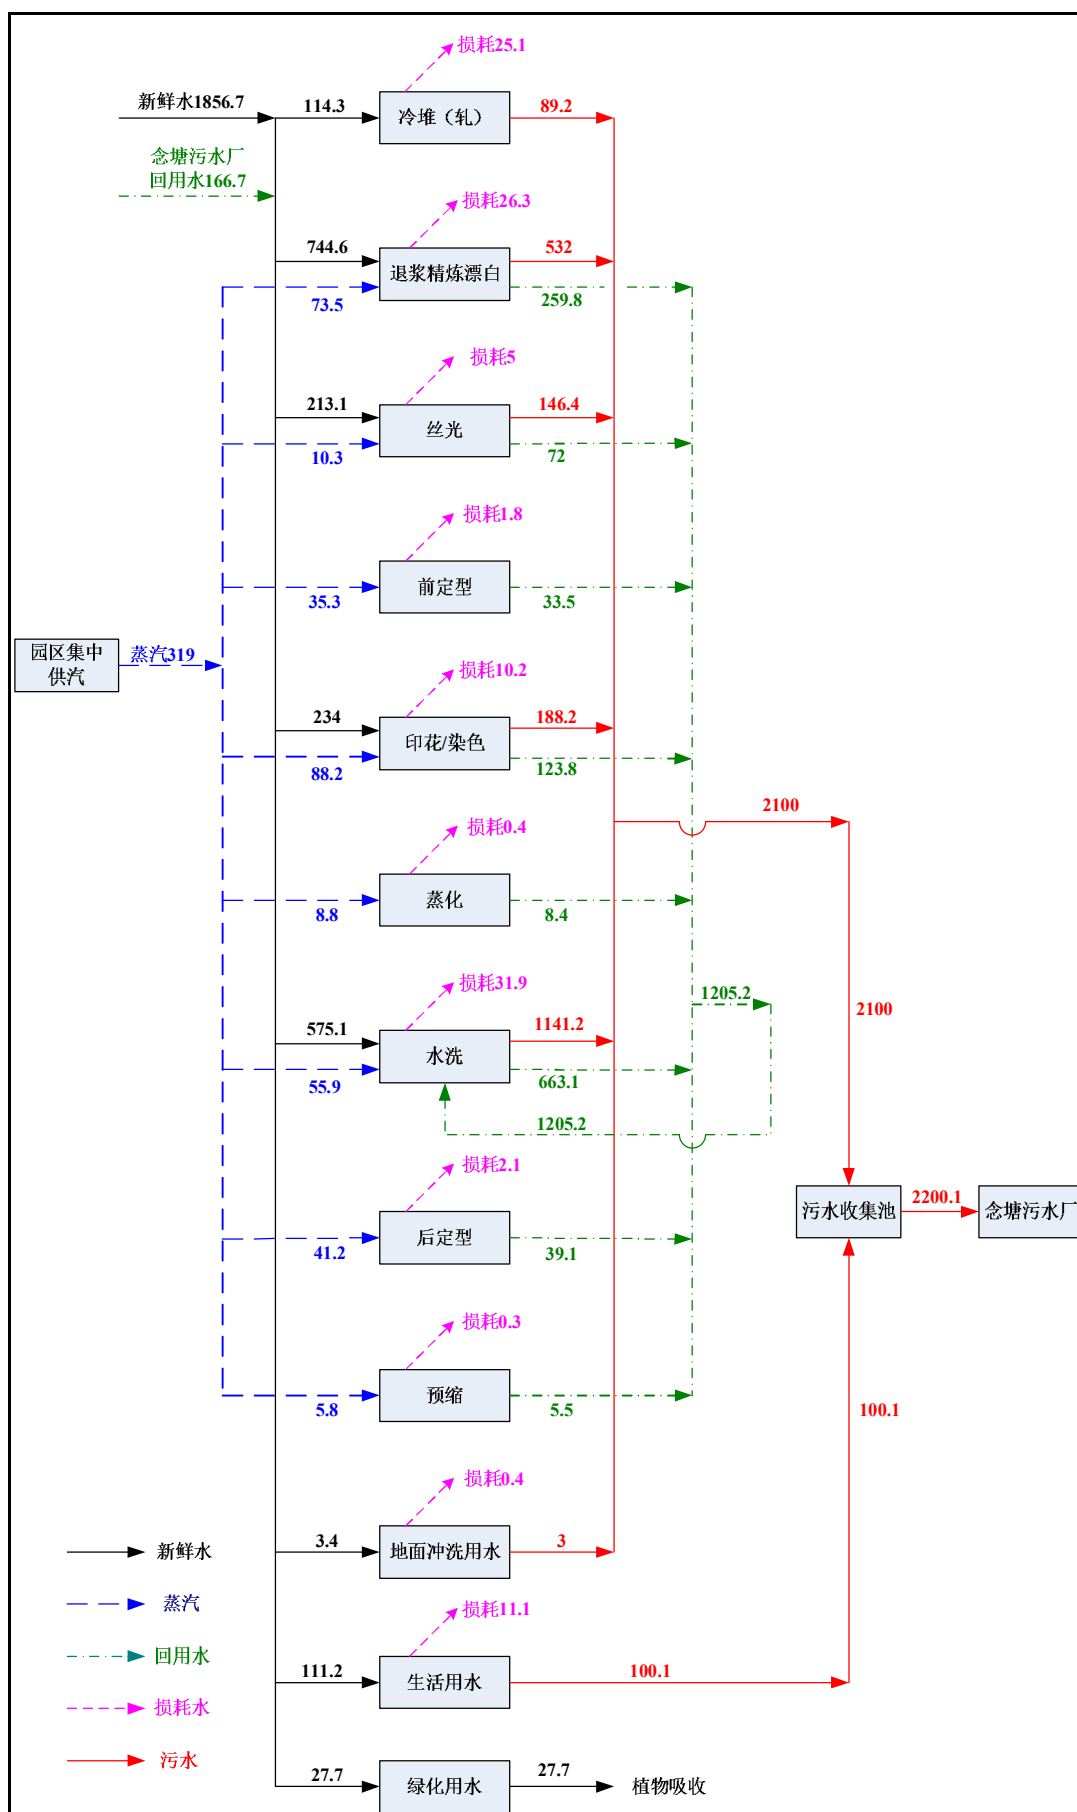 损耗25.1
新鲜水1856.7
114.3
冷堆（轧）
89.2
念塘污水厂
回用水166.7
损耗26.3
744.6
退浆精炼漂白
532
73.5
259.8
损耗5
213.1
丝光
146.4
10.3
72
损耗1.8
前定型
35.3
33.5
园区集中
供汽
蒸汽319
损耗10.2
234
印花/染色
188.2
88.2
123.8
2100
损耗0.4
蒸化
8.8
8.4
损耗31.9
1205.2
2100
575.1
水洗
1141.2
55.9
663.1
1205.2
损耗2.1
污水收集池
2200.1
念塘污水厂
后定型
41.2
39.1
损耗0.3
预缩
5.8
5.5
100.1
损耗0.4
3.4
地面冲洗用水
3
新鲜水
蒸汽
损耗11.1
回用水
111.2
生活用水
100.1
损耗水
污水
27.7
绿化用水
27.7
植物吸收